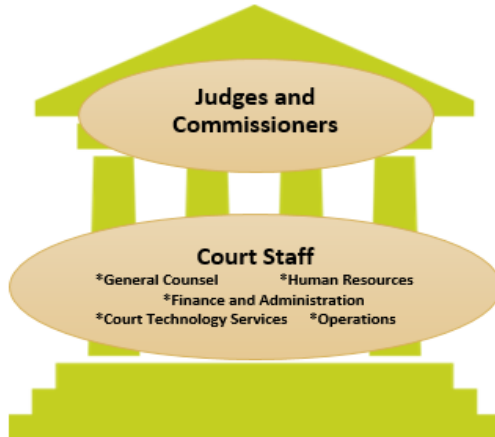 Judges and
Commissioners
Court Staff
*General Counsel *Human Resources
*Finance and Administration
*Court Technology Services *Operations